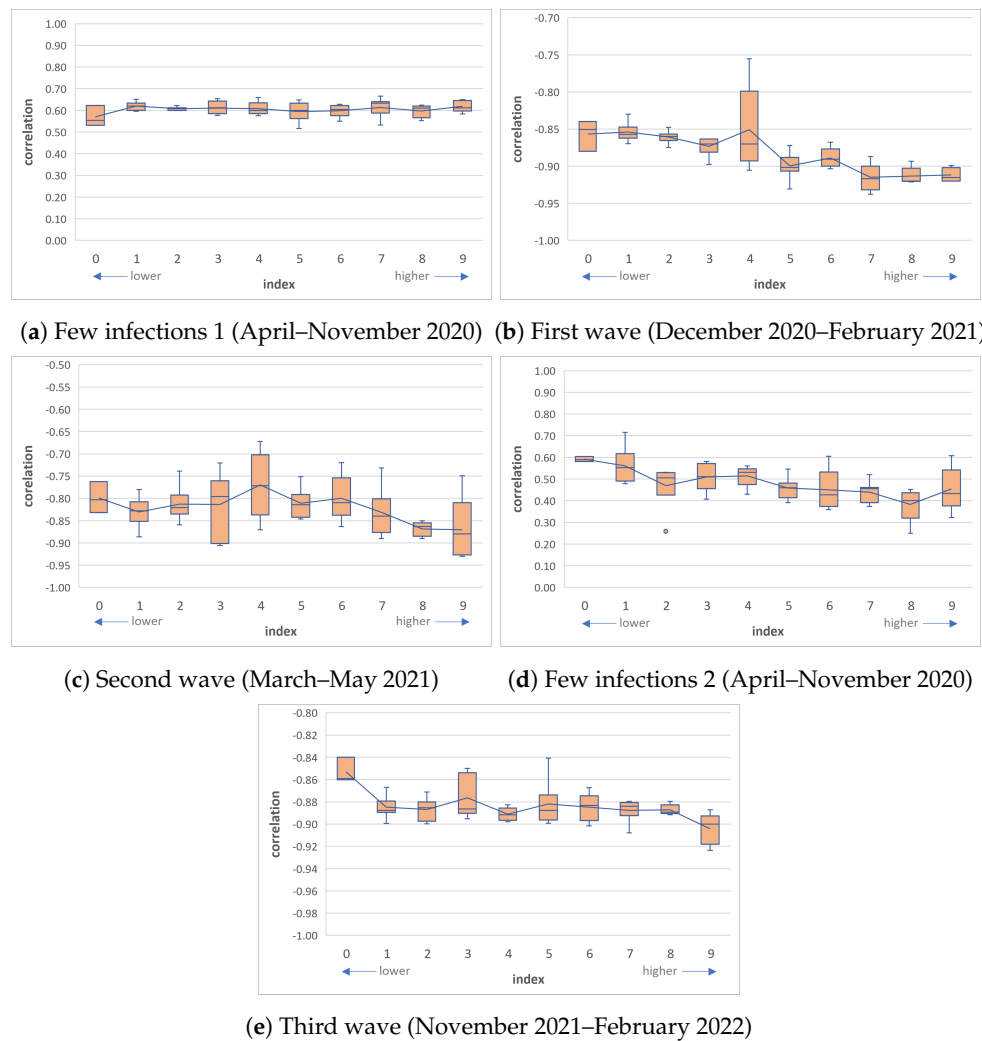 1.00
0.90
0.80
0.70
0.60
0.50
0.40
0.30
0.20
0.10
0.00
correlation
0 1 2 3 4 5 6 7 8 9
lower higher
index
-0.70
-0.75
-0.80
-0.85
-0.90
-0.95
-1.00
correlation
0 1 2 3 4 5 6 7 8 9
lower higher
index
(a) Few infections 1 (April–November 2020) (b) First wave (December 2020–February 2021)
-0.50
-0.55
-0.60
-0.65
-0.70
-0.75
-0.80
-0.85
-0.90
-0.95
-1.00
correlation
0 1 2 3 4 5 6 7 8 9
lower higher
index
1.00
0.90
0.80
0.70
0.60
0.50
0.40
0.30
0.20
0.10
0.00
correlation
0 1 2 3 4 5 6 7 8 9
lower higher
index
(c) Second wave (March–May 2021) (d) Few infections 2 (April–November 2020)
-0.80
-0.82
-0.84
-0.86
-0.88
-0.90
-0.92
-0.94
-0.96
-0.98
-1.00
correlation
0 1 2 3 4 5 6 7 8 9
lower higher
index
(e) Third wave (November 2021–February 2022)